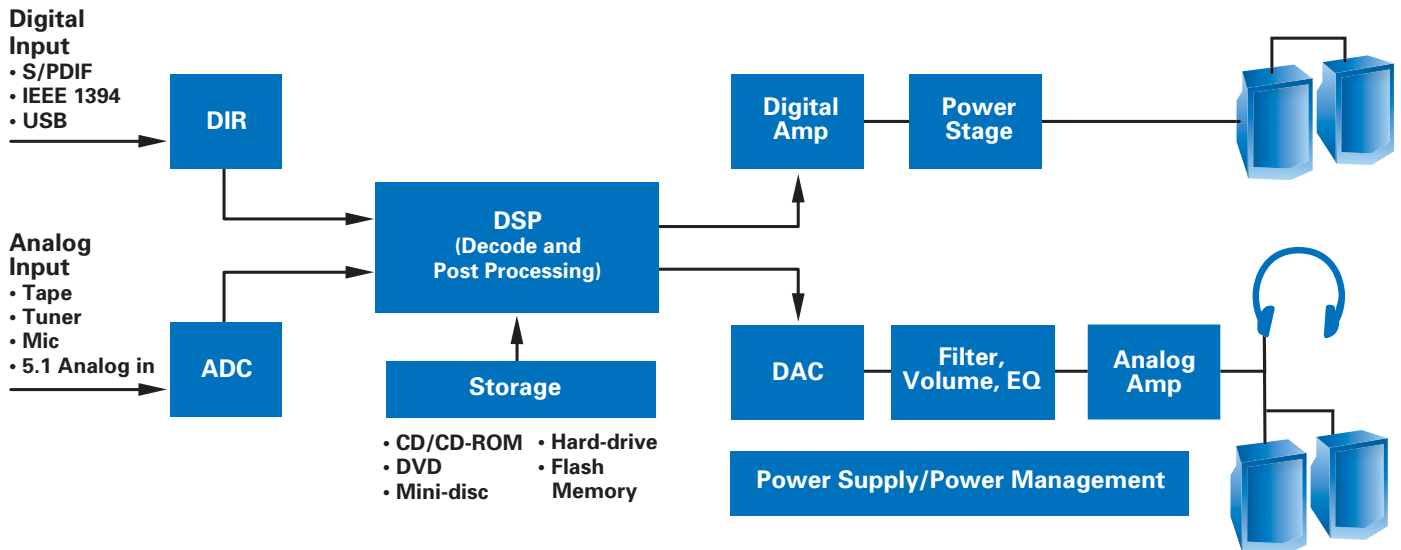 Digital
Input
• S/PDIF
• IEEE 1394
• USB
DIR
Analog
Input
• Tape
• Tuner
• Mic
• 5.1 Analog in
ADC
DSP
(Decode and
Post Processing)
Storage
• CD/CD-ROM
• DVD
• Mini-disc
• Hard-drive
• Flash
Memory
Digital
Amp
Power
Stage
DAC
Filter,
Volume, EQ
Analog
Amp
Power Supply/Power Management